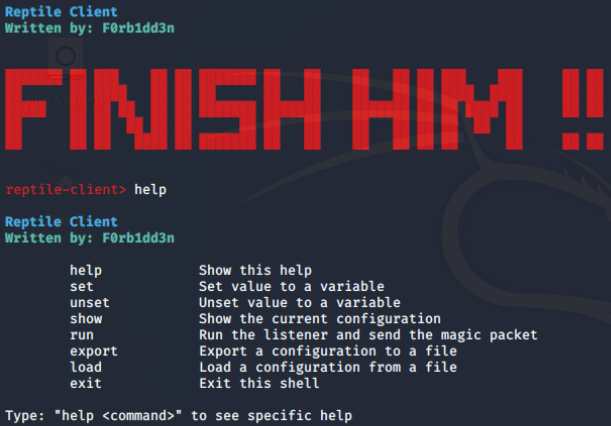 Reptile Client
Written by: F0rb1dd3n
FINISH HIM !!
reptile-client> help
Reptile Client
Written by: F0rb1dd3n
help Show this help
set Set value to a variable
unset Unset value to a variable
show Show the current configuration
run Run the listener and send the magic packet
export Export a configuration to a file
load Load a configuration from a file
exit Exit this shell
Type: "help <command>" to see specific help